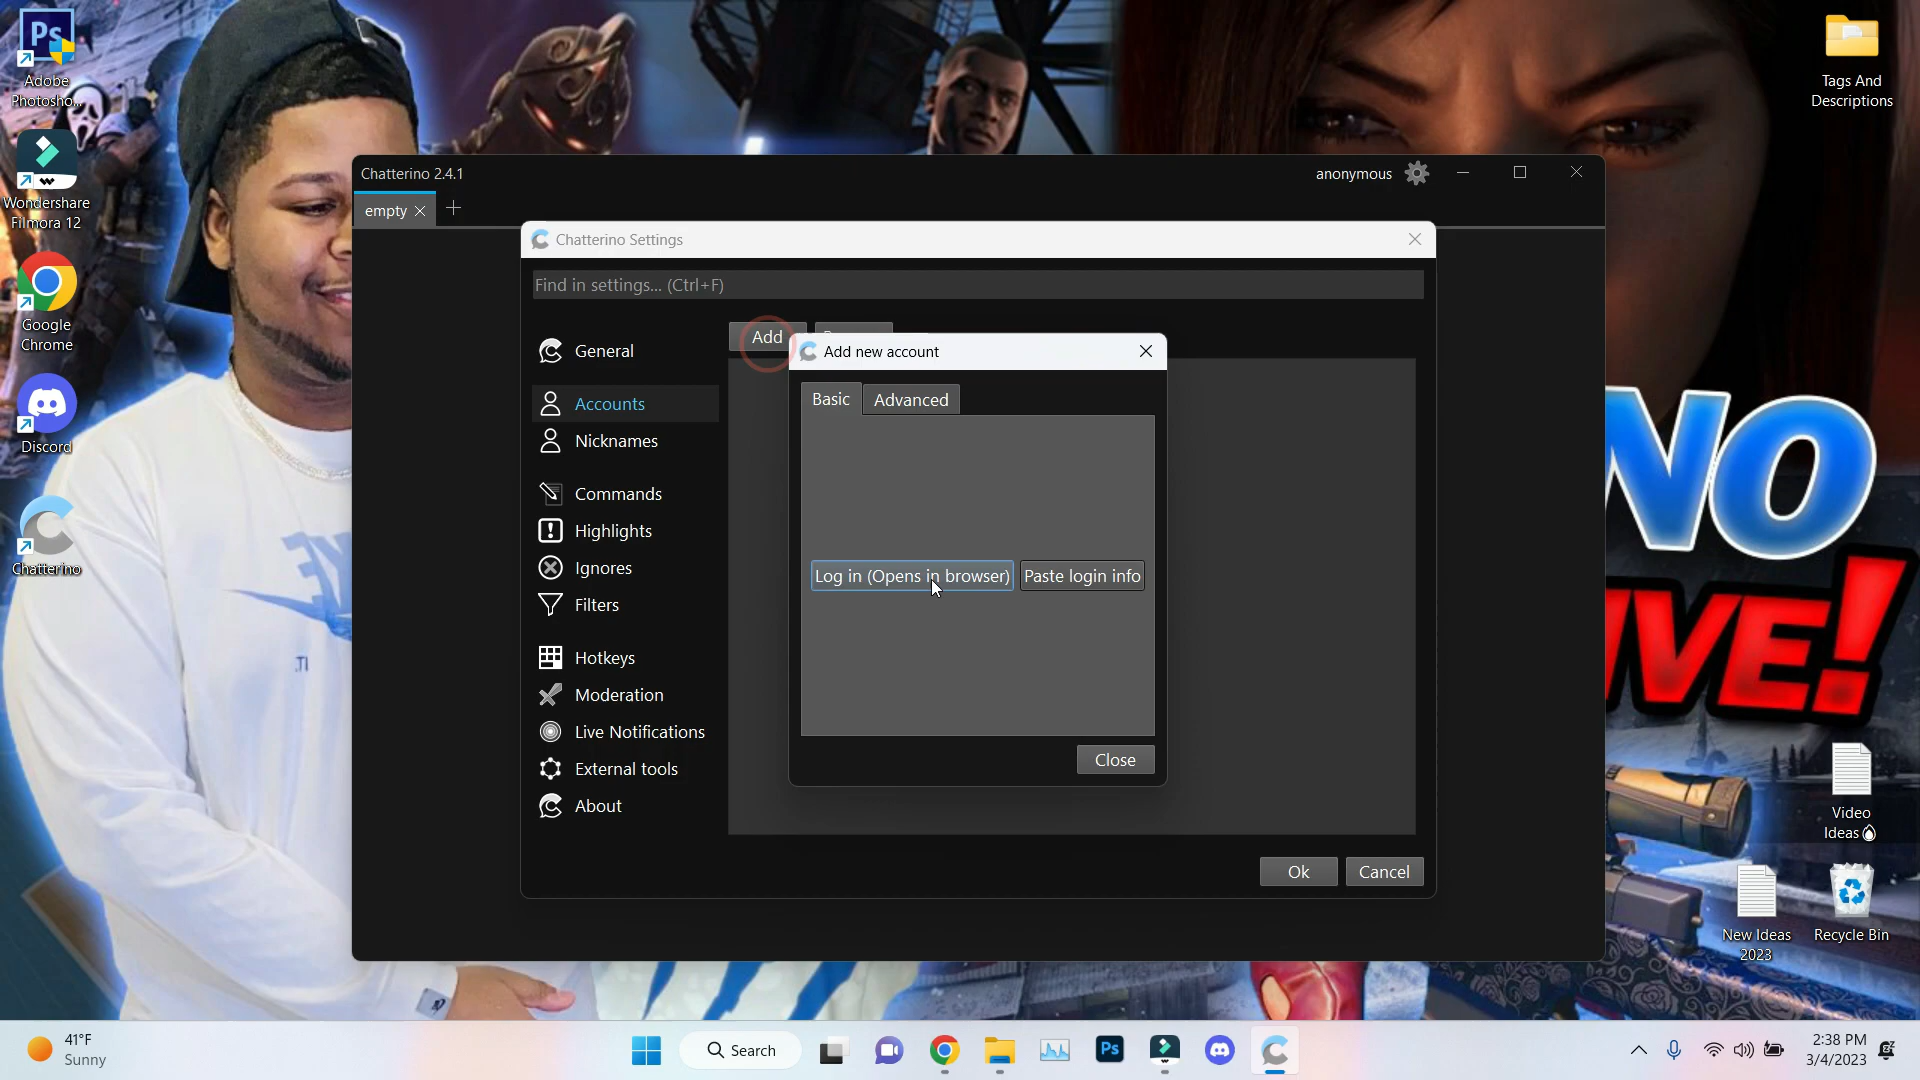 Ps
Adobe
Photosho...
Wondershare
Filmora 12
Google
Chrome
Discord
Chatterino
Tags And
Descriptions
Chatterino 2.4.1
anonymous
empty
Chatterino Settings
Find in settings... (Ctrl+F)
General
Accounts
Nicknames
Commands
Highlights
Ignores
Filters
Hotkeys
Moderation
Live Notifications
External tools
About
Add
Add new account
Basic
Advanced
Log in (Opens in browser)
Paste login info
Close
Ok
Cancel
NO
IVE!
Video
Ideas
New Ideas
2023
Recycle Bin
41°F
Sunny
Search
Ps
2:38 PM
3/4/2023